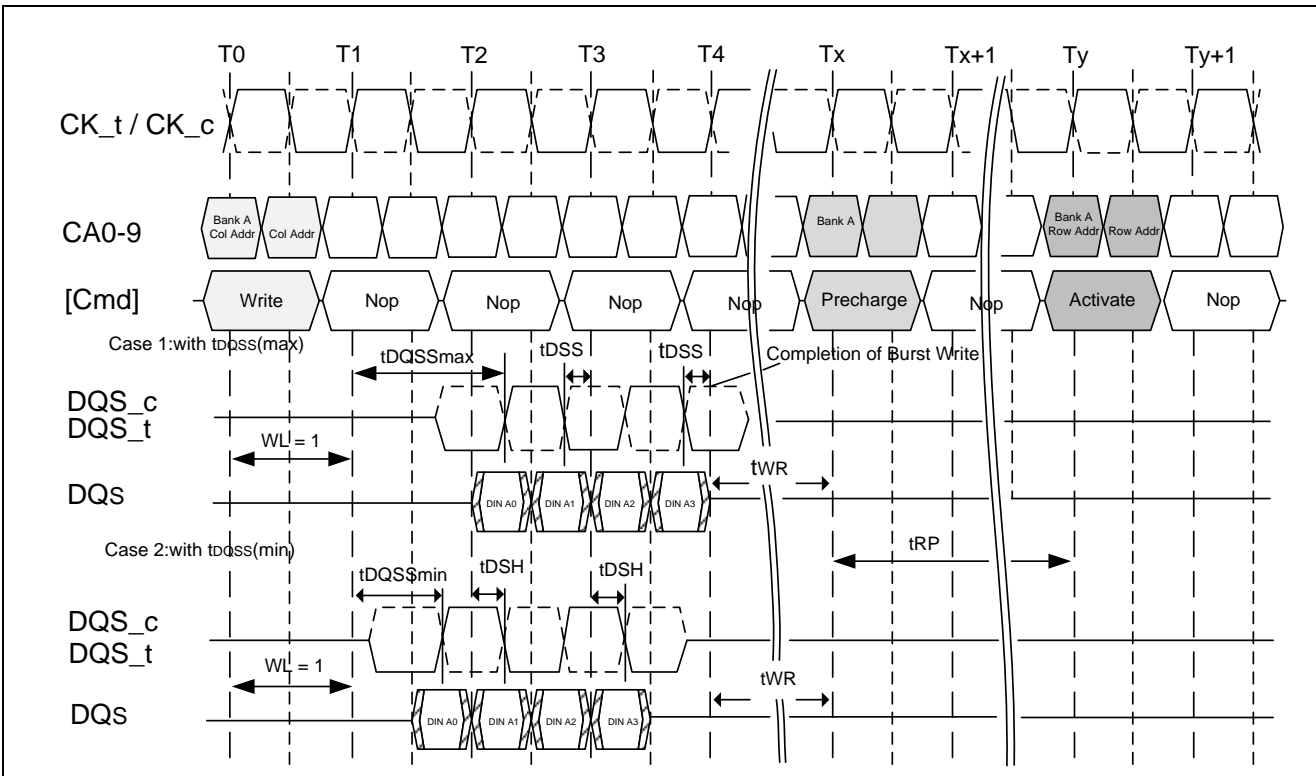 T0 T1 T2 T3 T4 Tx Tx+1 Ty Ty+1
CK_t / CK_c
CA0-9
Bank A
Col Addr
Col Addr
Bank A
Bank A
Row Addr
Row Addr
[Cmd]
Write Nop Nop Nop Nop Precharge Nop Activate Nop
Case 1:with tDQSS(max)
tDQSSmax tDSS tDSS Completion of Burst Write
DQS_c
DQS_t
WL = 1
tWR
DQs
DIN A0 DIN A1 DIN A2 DIN A3
Case 2:with tDQSS(min)
tRP
tDQSSmin tDSH tDSH
DQS_c
DQS_t
WL = 1
tWR
DQs
DIN A0 DIN A1 DIN A2 DIN A3